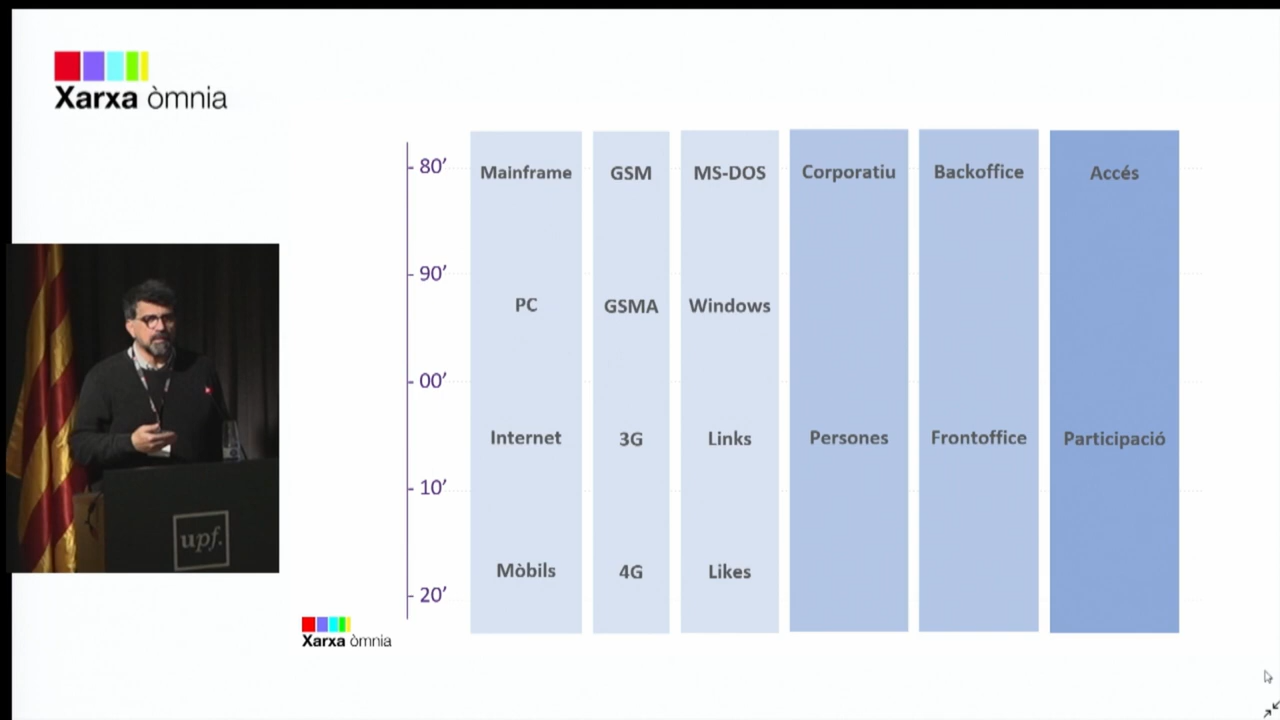 Xarxa òmnia
80’
Mainframe GSM MS-DOS Corporatiu Backoffice Accés
90’
PC GSMA Windows
00’
Internet 3G Links Persones Frontoffice Participació
10’
Mòbils 4G Likes
20’
upf.
Xarxa òmnia